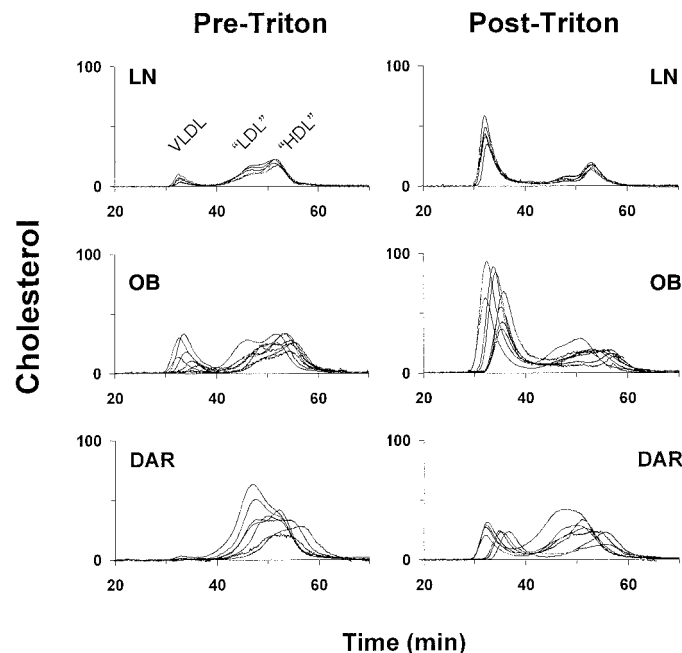 Pre-Triton Post-Triton
100 LN 100 LN
VLDL "LDL" "HDL"
0 0
20 40 60 20 40 60
100 OB 100 OB
0 0
20 40 60 20 40 60
100 DAR 100 DAR
0 0
20 40 60 20 40 60
Cholesterol
Time (min)